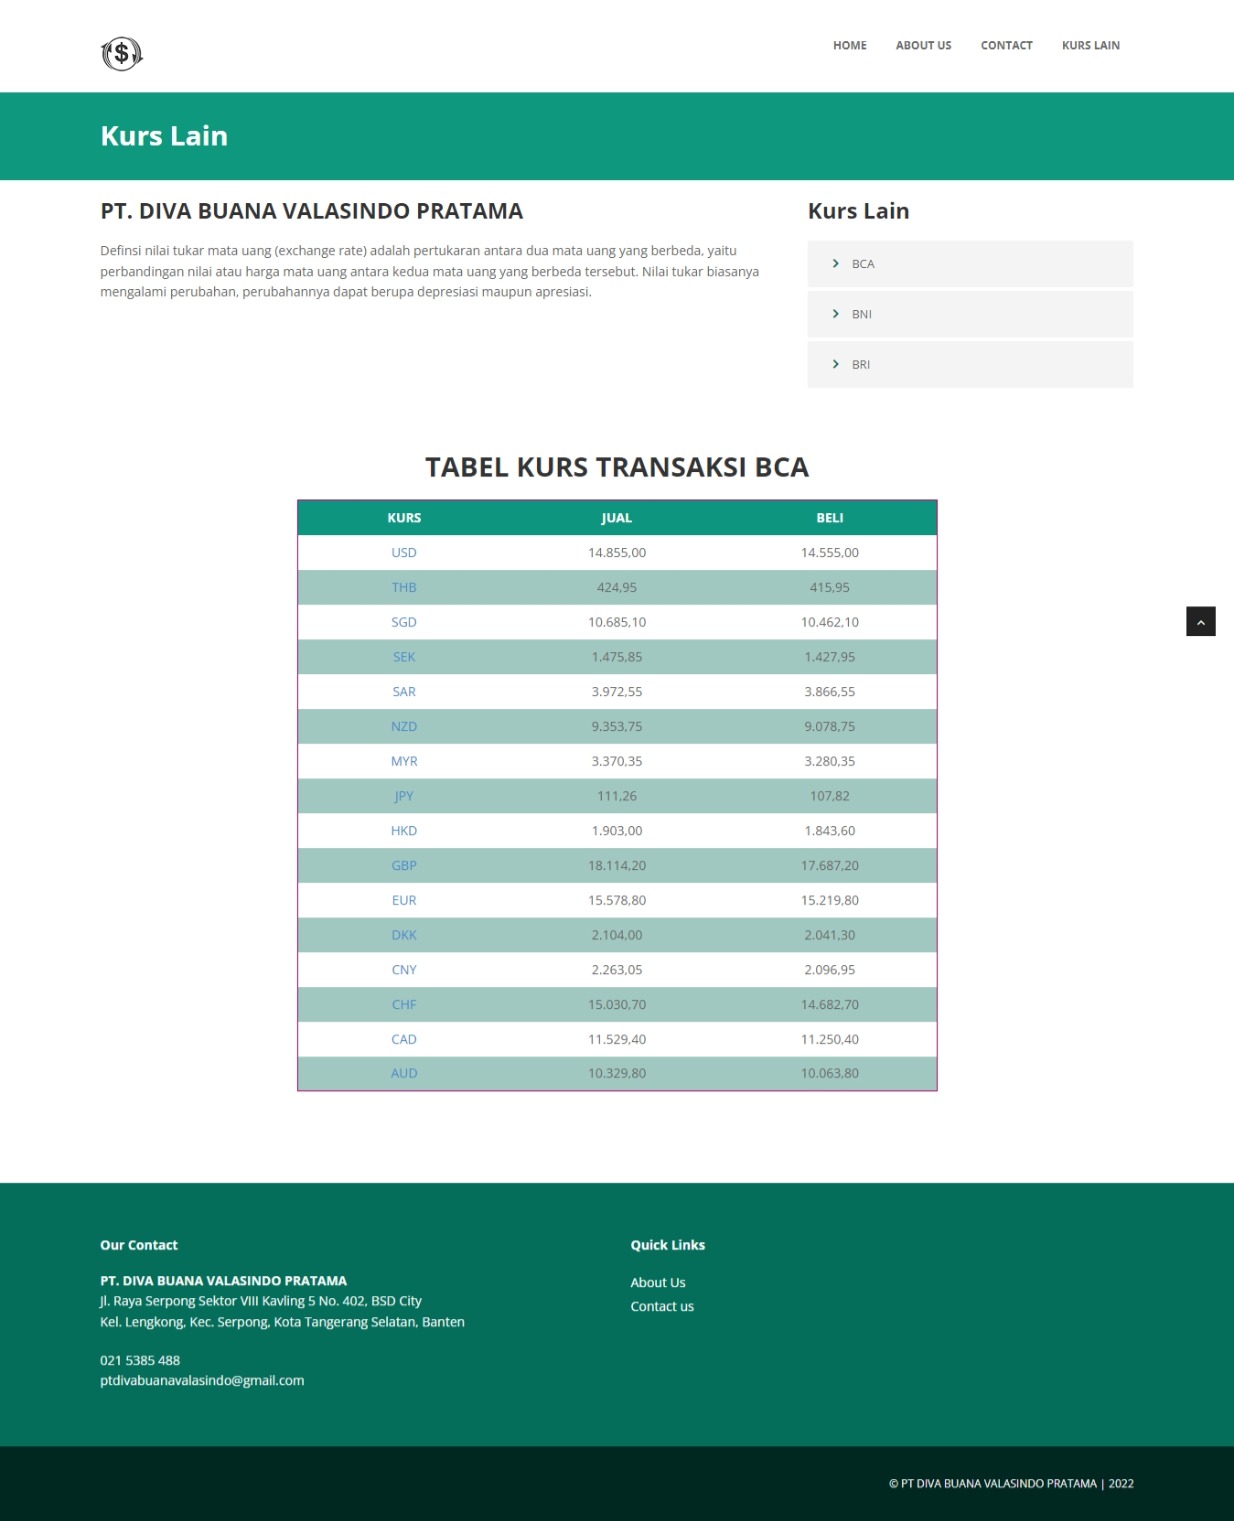 $
HOME ABOUT US CONTACT KURS LAIN
Kurs Lain
PT. DIVA BUANA VALASINDO PRATAMA
Definsi nilai tukar mata uang (exchange rate) adalah pertukaran antara dua mata uang yang berbeda, yaitu
perbandingan nilai atau harga mata uang antara kedua mata uang yang berbeda tersebut. Nilai tukar biasanya
mengalami perubahan, perubahannya dapat berupa depresiasi maupun apresiasi.
Kurs Lain
BCA
BNI
BRI
TABEL KURS TRANSAKSI BCA
KURS JUAL BELI
USD 14.855,00 14.555,00
THB 424,95 415,95
SGD 10.685,10 10.462,10
SEK 1.475,85 1.427,95
SAR 3.972,55 3.866,55
NZD 9.353,75 9.078,75
MYR 3.370,35 3.280,35
JPY 111,26 107,82
HKD 1.903,00 1.843,60
GBP 18.114,20 17.687,20
EUR 15.578,80 15.219,80
DKK 2.104,00 2.041,30
CNY 2.263,05 2.096,95
CHF 15.030,70 14.682,70
CAD 11.529,40 11.250,40
AUD 10.329,80 10.063,80
Our Contact
PT. DIVA BUANA VALASINDO PRATAMA
Jl. Raya Serpong Sektor VIII Kavling 5 No. 402, BSD City
Kel. Lengkong, Kec. Serpong, Kota Tangerang Selatan, Banten
021 5385 488
ptdivabuanavalasindo@gmail.com
Quick Links
About Us
Contact us
© PT DIVA BUANA VALASINDO PRATAMA | 2022